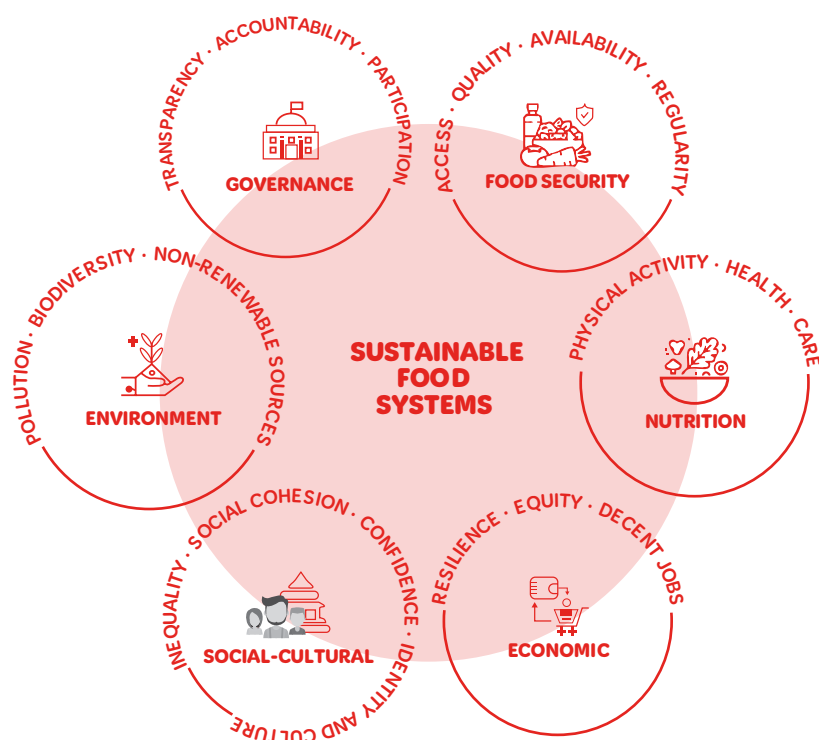 TRANSPARENCY · ACCOUNTABILITY · PARTICIPATION
GOVERNANCE
ACCESS · QUALITY · AVAILABILITY · REGULARITY
FOOD SECURITY
POLLUTION · BIODIVERSITY · NON-RENEWABLE SOURCES
ENVIRONMENT
SUSTAINABLE
FOOD
SYSTEMS
PHYSICAL ACTIVITY · HEALTH · CARE
NUTRITION
INEQUALITY · SOCIAL COHESION · CONFIDENCE · IDENTITY AND CULTURE
SOCIAL-CULTURAL
RESILIENCE · EQUITY · DECENT JOBS
ECONOMIC